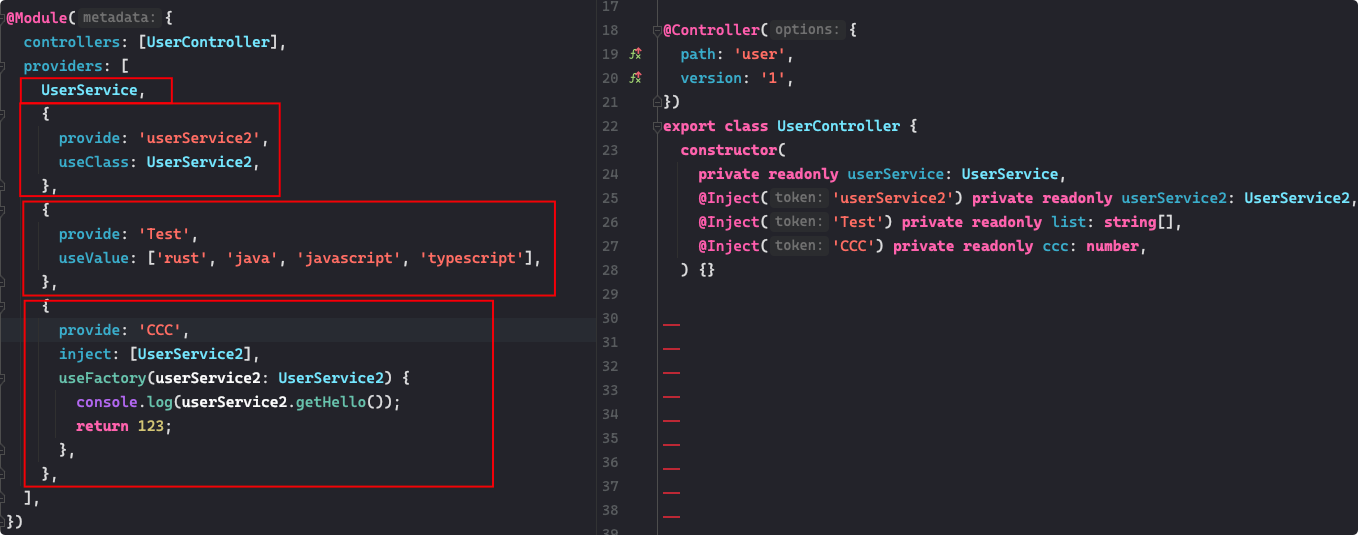 @Module( metadata: {
  controllers: [UserController],
  providers: [
    UserService,
    {
      provide: 'userService2',
      useClass: UserService2,
    },
    {
      provide: 'Test',
      useValue: ['rust', 'java', 'javascript', 'typescript'],
    },
    {
      provide: 'CCC',
      inject: [UserService2],
      useFactory(userService2: UserService2) {
        console.log(userService2.getHello());
        return 123;
      },
    },
  ],
})
17
18 @Controller( options: {
19   path: 'user',
20   version: '1',
21 })
22 export class UserController {
23   constructor(
24     private readonly userService: UserService,
25     @Inject( token: 'userService2') private readonly userService2: UserService2,
26     @Inject( token: 'Test') private readonly list: string[],
27     @Inject( token: 'CCC') private readonly ccc: number,
28   ) {}
29
30
31
32
33
34
35
36
37
38
39